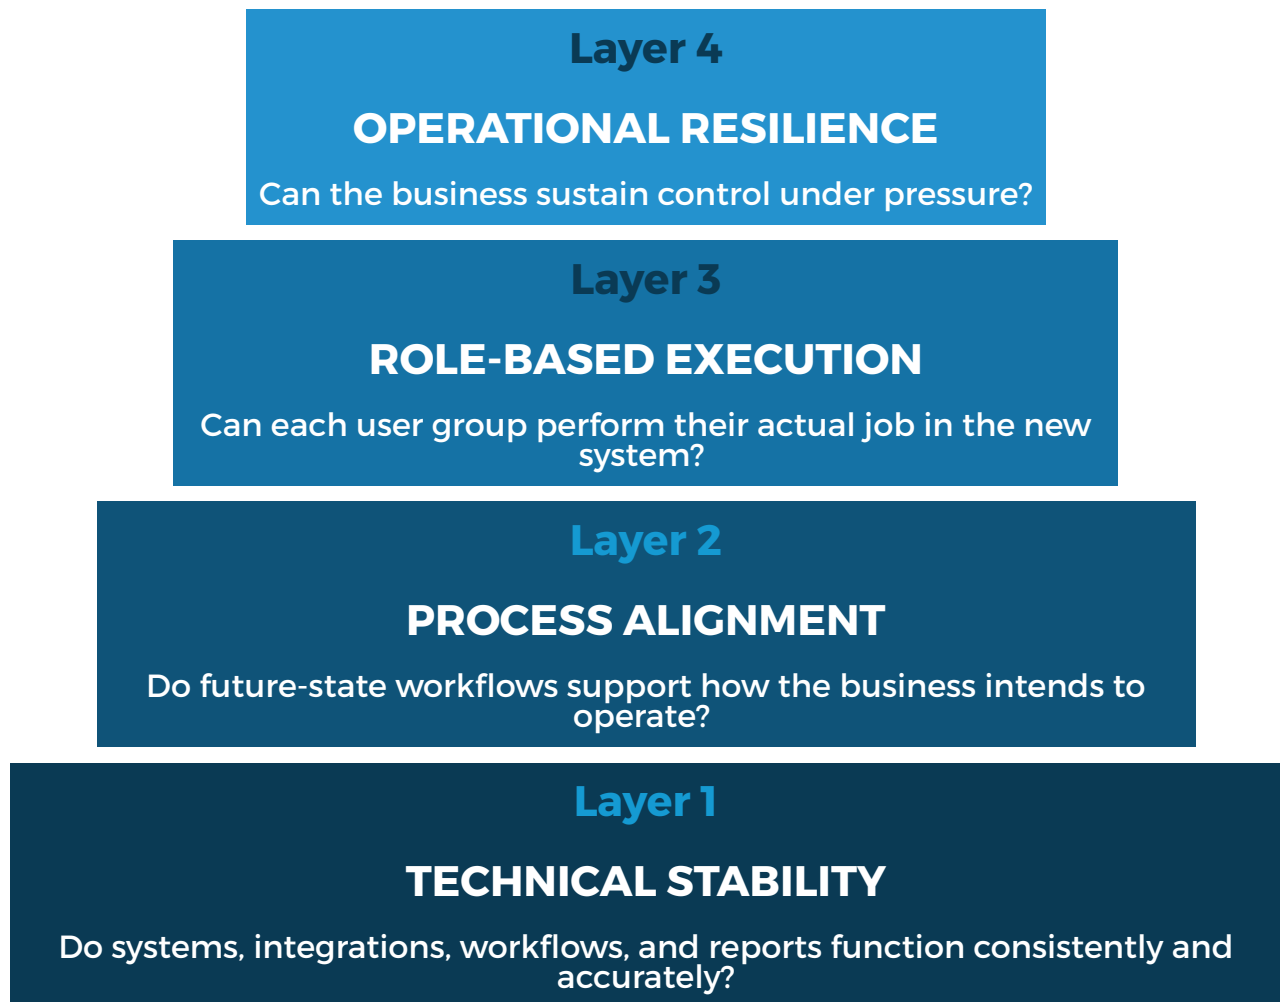 Layer 4
OPERATIONAL RESILIENCE
Can the business sustain control under pressure?
Layer 3
ROLE-BASED EXECUTION
Can each user group perform their actual job in the new
system?
Layer 2
PROCESS ALIGNMENT
Do future-state workflows support how the business intends to
operate?
Layer 1
TECHNICAL STABILITY
Do systems, integrations, workflows, and reports function consistently and
accurately?